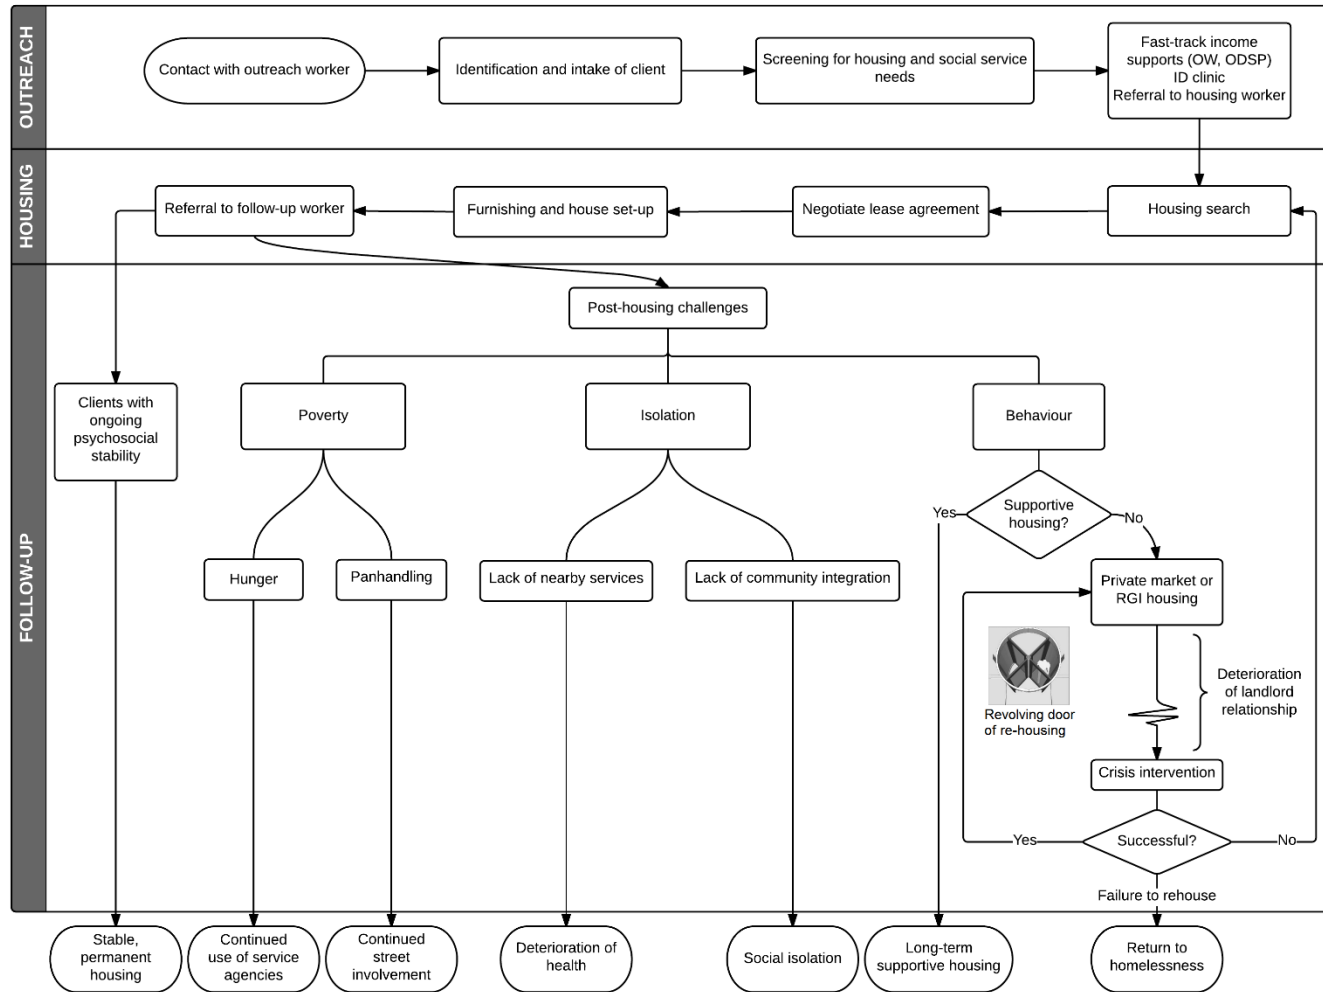 OUTREACH
Contact with outreach worker
Identification and intake of client
Screening for housing and social service
needs
Fast-track income
supports (OW, ODSP)
ID clinic
Referral to housing worker
HOUSING
Referral to follow-up worker
Furnishing and house set-up
Negotiate lease agreement
Housing search
FOLLOW-UP
Post-housing challenges
Clients with
ongoing
psychosocial
stability
Poverty
Isolation
Behaviour
Supportive
housing?
Yes
No
Hunger
Panhandling
Lack of nearby services
Lack of community integration
Private market or
RGI housing
Revolving door
of re-housing
Deterioration
of landlord
relationship
Crisis intervention
Successful?
Yes
No
Failure to rehouse
Stable,
permanent
housing
Continued
use of service
agencies
Continued
street
involvement
Deterioration of
health
Social isolation
Long-term
supportive housing
Return to
homelessness